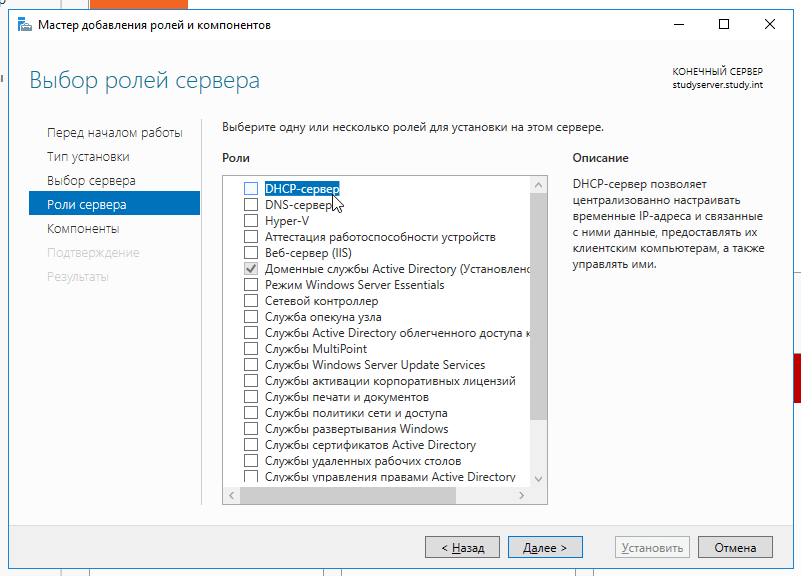 Мастер добавления ролей и компонентов
Выбор ролей сервера
КОНЕЧНЫЙ СЕРВЕР
studyserver.study.int
Перед началом работы
Тип установки
Выбор сервера
Роли сервера
Компоненты
Подтверждение
Результаты
Выберите одну или несколько ролей для установки на этом сервере.
Роли
DHCP-сервер
DNS-сервер
Hyper-V
Аттестация работоспособности устройств
Веб-сервер (IIS)
Доменные службы Active Directory (Установлено
Режим Windows Server Essentials
Сетевой контроллер
Служба опекуна узла
Службы Active Directory облегченного доступа к
Службы MultiPoint
Службы Windows Server Update Services
Службы активации корпоративных лицензий
Службы печати и документов
Службы политики сети и доступа
Службы развертывания Windows
Службы сертификатов Active Directory
Службы удаленных рабочих столов
Службы управления правами Active Directory
Описание
DHCP-сервер позволяет
централизованно настраивать
временные IP-адреса и связанные
с ними данные, предоставлять их
клиентским компьютерам, а также
управлять ими.
< Назад
Далее >
Установить
Отмена